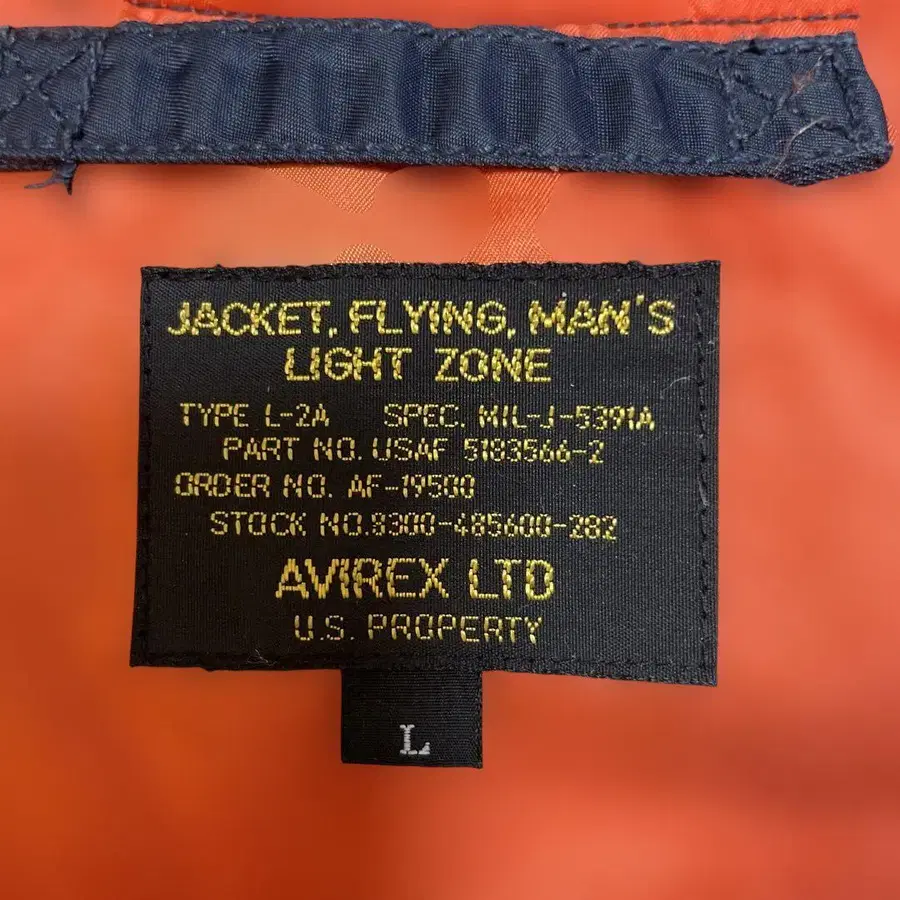 JACKET, FLYING, MAN'S
LIGHT ZONE
TYPE L-2A SPEC. MIL-J-5391A
PART NO. USAF 5183566-2
ORDER NO. AF-19500
STOCK NO.8300-485600-282
AVIREX LTD
U.S. PROPERTY
L